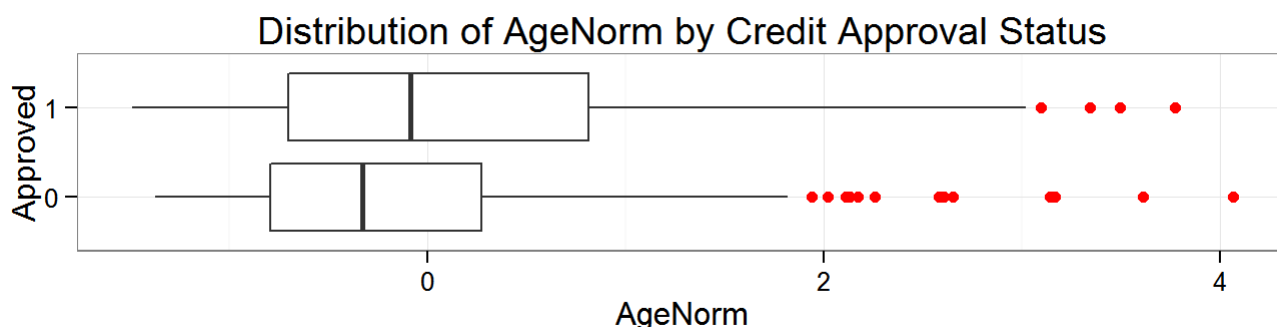 Distribution of AgeNorm by Credit Approval Status
Approved
1
0
0 2 4
AgeNorm